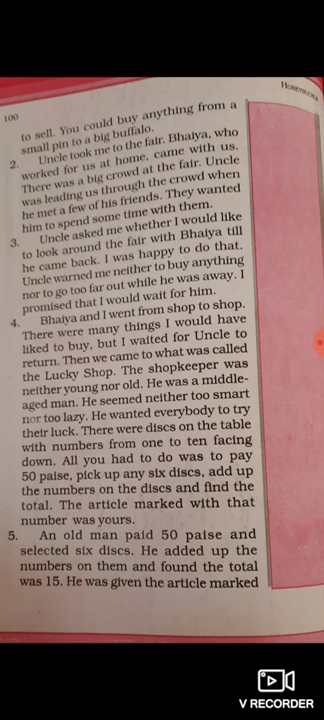 100
HONEYSUCKLE
to sell. You could buy anything from a
small pin to a big buffalo.
2. Uncle took me to the fair. Bhaiya, who
worked for us at home, came with us.
There was a big crowd at the fair. Uncle
was leading us through the crowd when
he met a few of his friends. They wanted
him to spend some time with them.
3. Uncle asked me whether I would like
to look around the fair with Bhaiya till
he came back. I was happy to do that.
Uncle warned me neither to buy anything
nor to go too far out while he was away. I
promised that I would wait for him.
4. Bhaiya and I went from shop to shop.
There were many things I would have
liked to buy, but I waited for Uncle to
return. Then we came to what was called
the Lucky Shop. The shopkeeper was
neither young nor old. He was a middle-
aged man. He seemed neither too smart
nor too lazy. He wanted everybody to try
their luck. There were discs on the table
with numbers from one to ten facing
down. All you had to do was to pay
50 paise, pick up any six discs, add up
the numbers on the discs and find the
total. The article marked with that
number was yours.
5. An old man paid 50 paise and
selected six discs. He added up the
numbers on them and found the total
was 15. He was given the article marked
V RECORDER